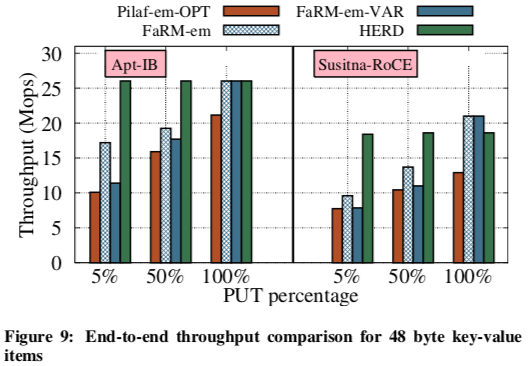 Pilaf-em-OPT FaRM-em-VAR
FaRM-em HERD
Apt-IB Susitna-RoCE
30
25
20
15
10
5
0
Throughput (Mops)
5% 50% 100% 5% 50% 100%
PUT percentage
Figure 9: End-to-end throughput comparison for 48 byte key-value
items